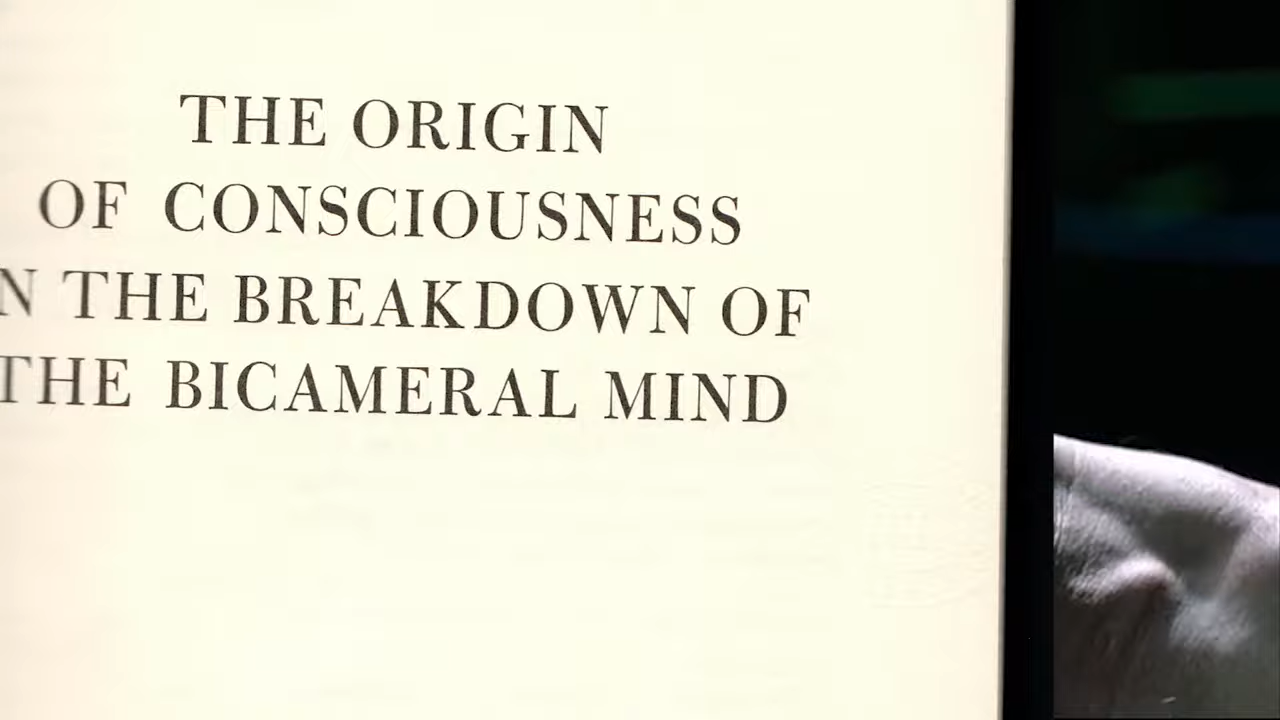 THE ORIGIN
OF CONSCIOUSNESS
N THE BREAKDOWN OF
THE BICAMERAL MIND